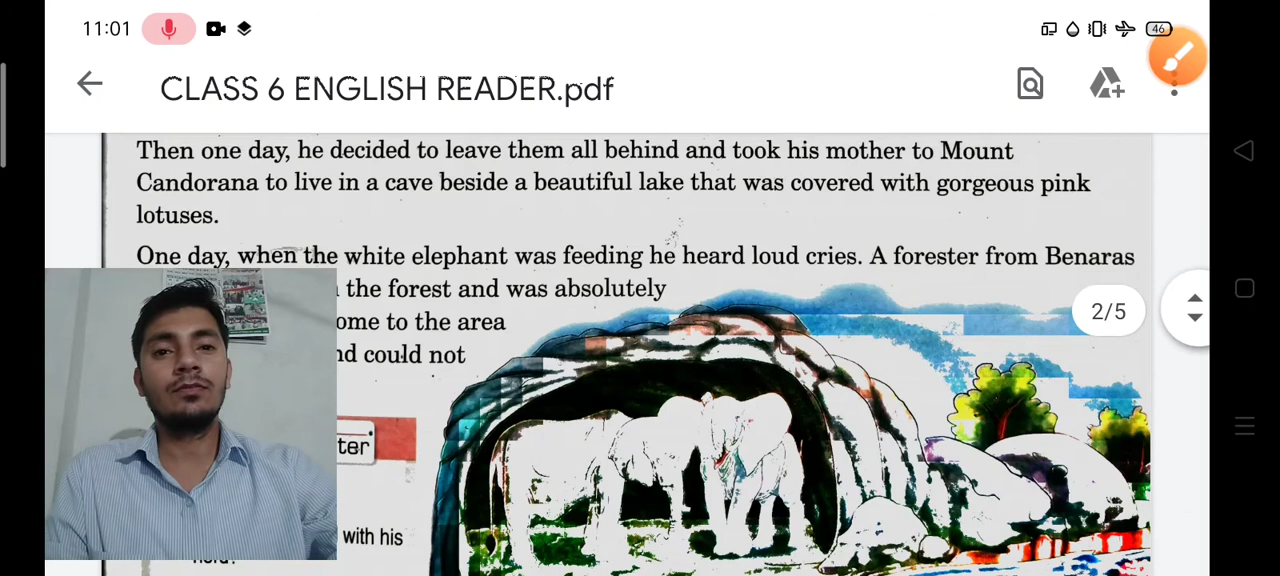 11:01
46
CLASS 6 ENGLISH READER.pdf
Then one day, he decided to leave them all behind and took his mother to Mount
Candorana to live in a cave beside a beautiful lake that was covered with gorgeous pink
lotuses.
One day, when the white elephant was feeding he heard loud cries. A forester from Benaras
the forest and was absolutely
2/5
ome to the area
nd could not
ter
with his